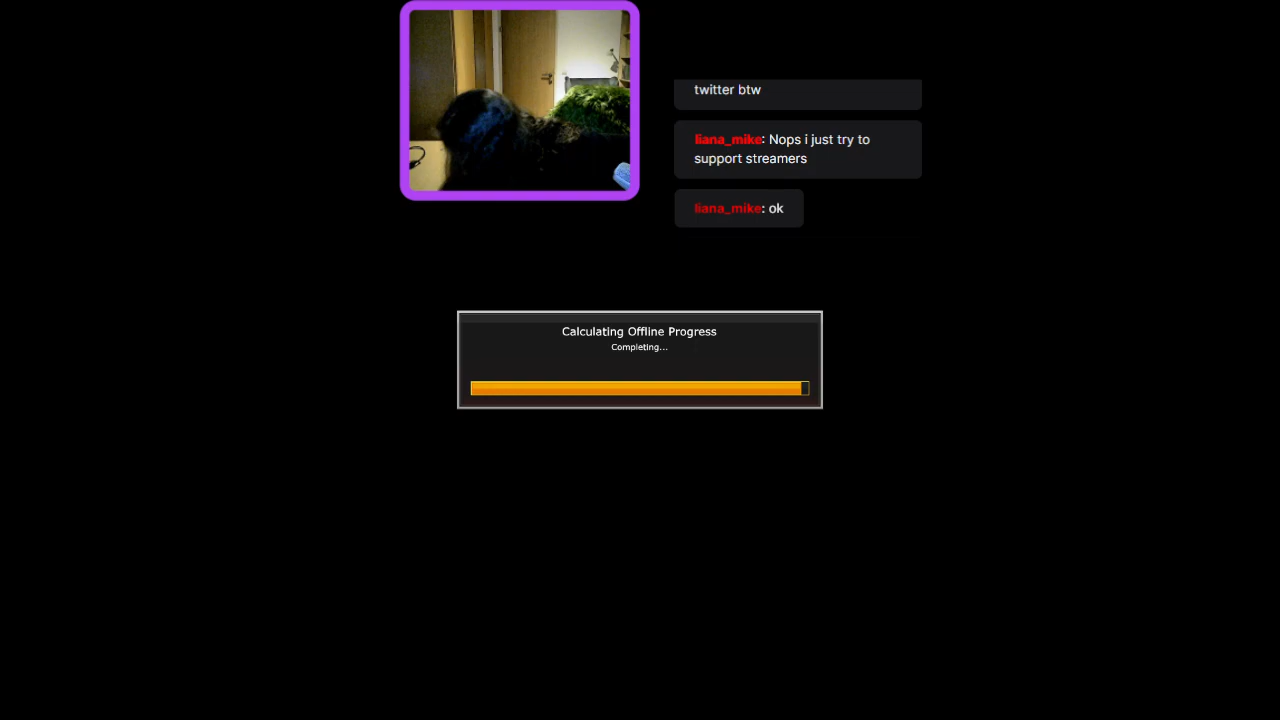 twitter btw
liana_mike: Nops i just try to
support streamers
liana_mike: ok
Calculating Offline Progress
Completing...